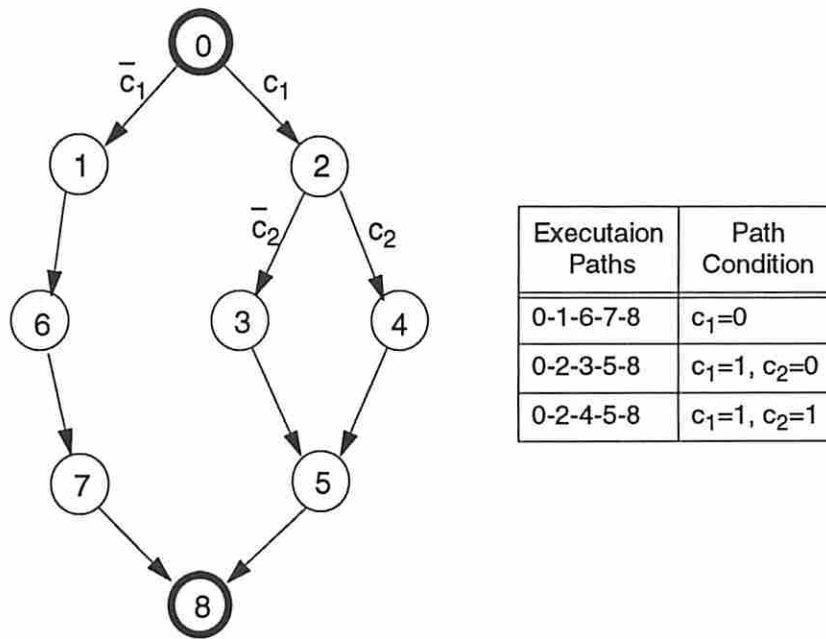 0
c̄₁ c₁
1 2
c̄₂ c₂
6 3 4
7 5
8
Executaion Paths | Path Condition
0-1-6-7-8 | c₁=0
0-2-3-5-8 | c₁=1, c₂=0
0-2-4-5-8 | c₁=1, c₂=1